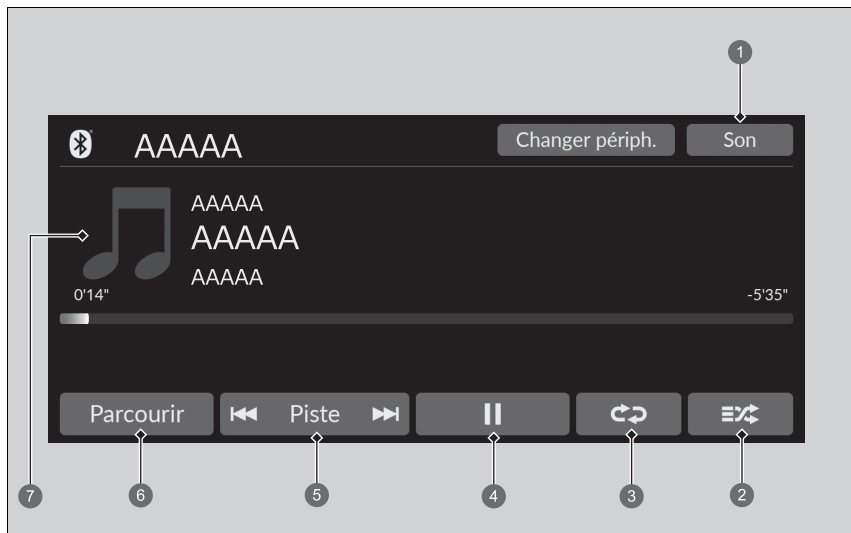 1
AAAAA
Changer périph.
Son
AAAAA
AAAAA
AAAAA
0'14"
-5'35"
Parcourir
Piste
7
6
5
4
3
2